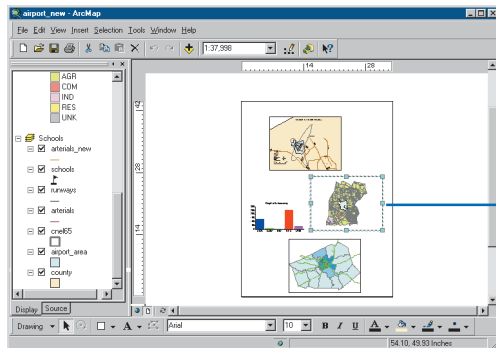 airport_new - ArcMap
File Edit View Insert Selection Tools Window Help
1:37,998
AGR
COM
IND
RES
UNK
Schools
arterials_new
schools
runways
arterials
cnel65
airport_area
county
Display Source
14 28
42
28
14
Drawing A Arial 10 B I U A
54.10, 49.93 Inches